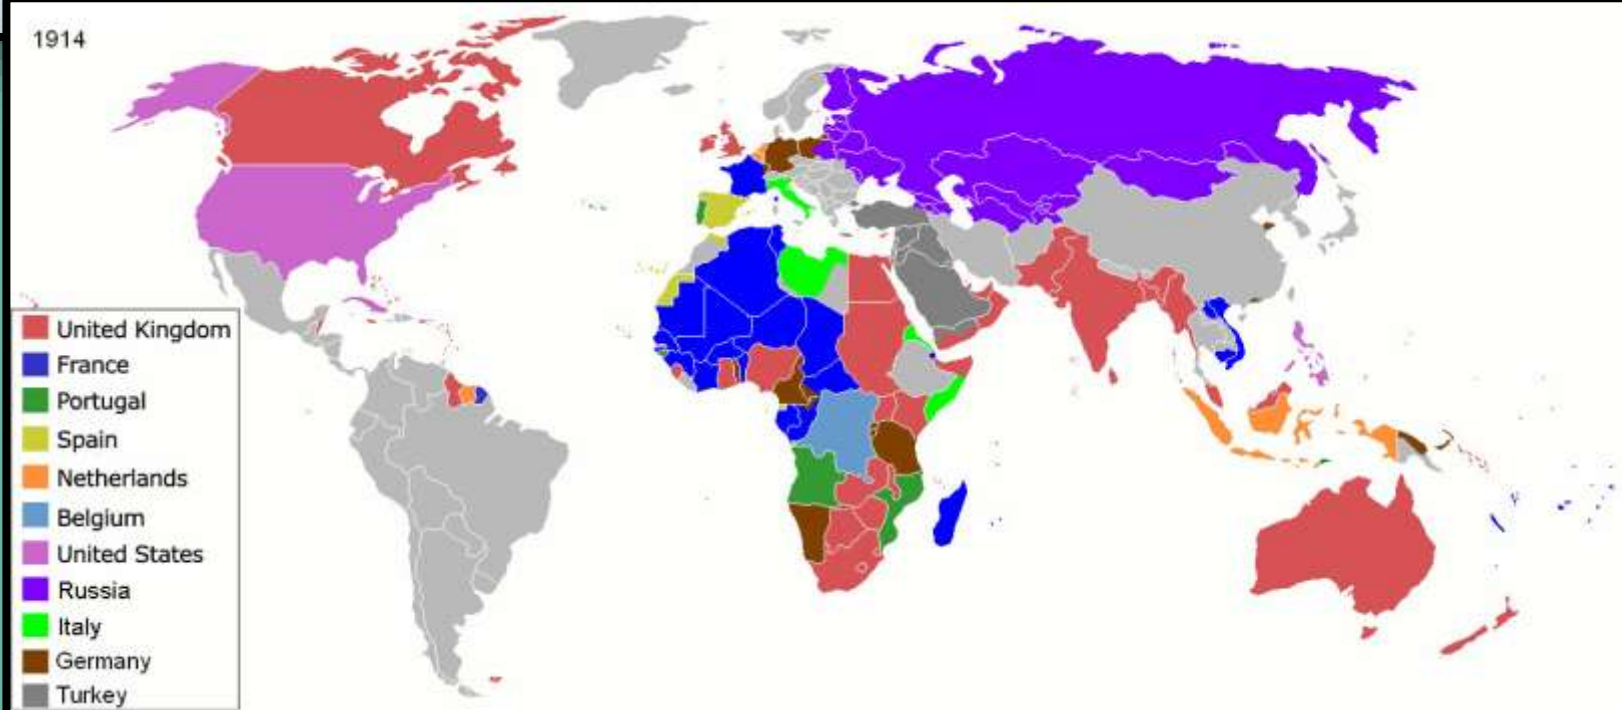 1914
United Kingdom
France
Portugal
Spain
Netherlands
Belgium
United States
Russia
Italy
Germany
Turkey